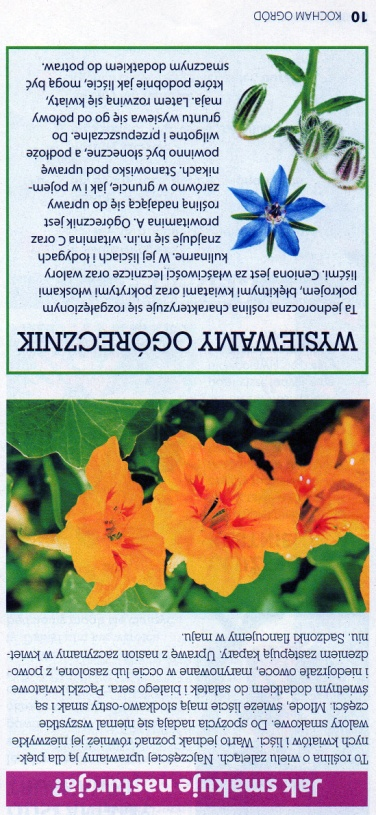 Jak smakuje nasturcja?
To roślina o wielu zaletach. Najczęściej uprawiamy ją dla pięk-
nych kwiatów i liści. Warto jednak poznać również jej niezwykłe
walory smakowe. Do spożycia nadają się niemal wszystkie
części. Młode, świeże liście mają słodkawo-ostry smak i są
świetnym dodatkiem do sałatek i białego sera. Pączki kwiatowe
i niedojrzałe owoce, marynowane w occie lub zasolone, z powo-
dzeniem zastępują kapary. Uprawę z nasion zaczynamy w kwiet-
niu. Sadzonki flancujemy w maju.
WYSIEWAMY OGÓRECZNIK
Ta jednoroczna roślina charakteryzuje się rozgałęzionym
pokrojem, błękitnymi kwiatami oraz pokrytymi włoskami
liśćmi. Ceniona jest za właściwości lecznicze oraz walory
kulinarne. W jej liściach i łodygach
znajduje się m.in. witamina C oraz
prowitamina A. Ogórecznik jest
rośliną nadającą się do uprawy
zarówno w gruncie, jak i w pojem-
nikach. Stanowisko pod uprawę
powinno być słoneczne, a podłoże
wilgotne i przepuszczalne. Do
gruntu wysiewa się go od połowy
maja. Latem rozwiną się kwiaty,
które podobnie jak liście, mogą być
smacznym dodatkiem do potraw.
10 KOCHAM OGRÓD